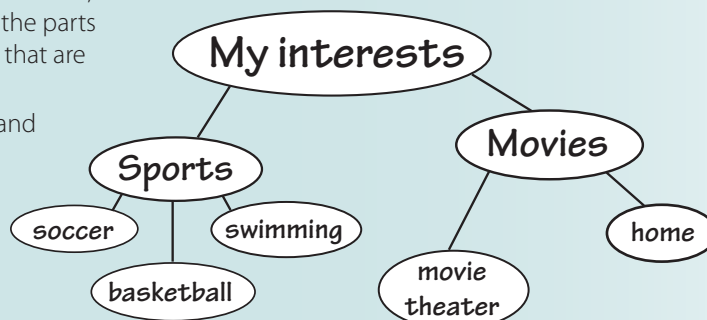 the parts
that are
and
My interests
Sports
Movies
soccer
swimming
home
basketball
movie
theater